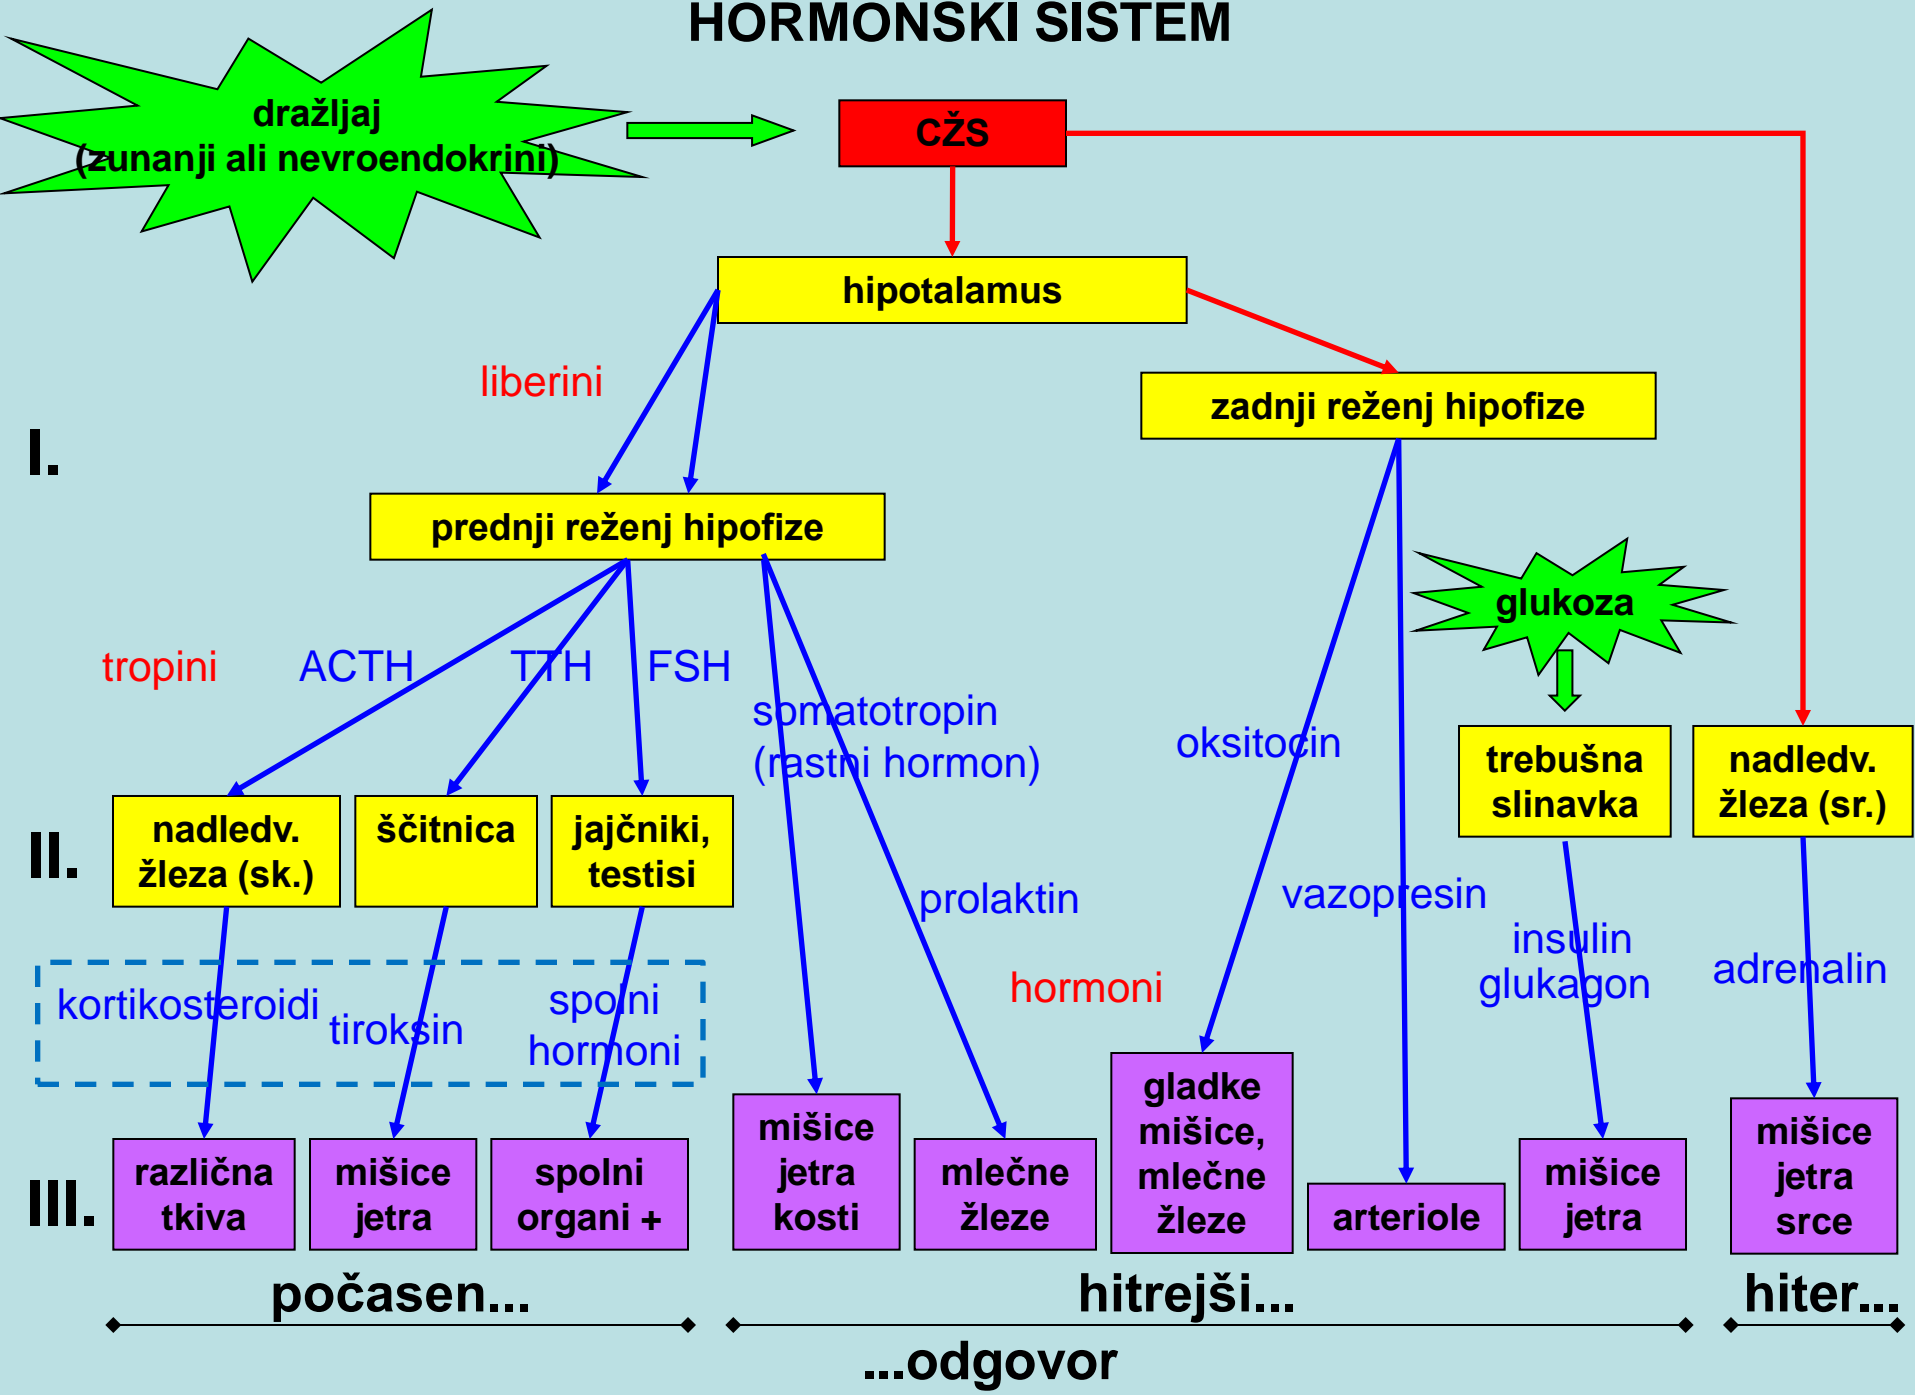 HORMONSKI SISTEM
dražljaj
(zunanji ali nevroendokrini)
CŽS
hipotalamus
liberini
zadnji reženj hipofize
I.
prednji reženj hipofize
glukoza
tropini
ACTH
TTH
FSH
somatotropin
(rastni hormon)
oksitocin
trebušna
slinavka
nadledv.
žleza (sr.)
II.
nadledv.
žleza (sk.)
ščitnica
jajčniki,
testisi
prolaktin
vazopresin
insulin
glukagon
adrenalin
hormoni
kortikosteroidi
tiroksin
spolni
hormoni
III.
različna
tkiva
mišice
jetra
spolni
organi +
mišice
jetra
kosti
mlečne
žleze
gladke
mišice,
mlečne
žleze
arteriole
mišice
jetra
mišice
jetra
srce
počasen...
hitrejši...
hiter...
...odgovor